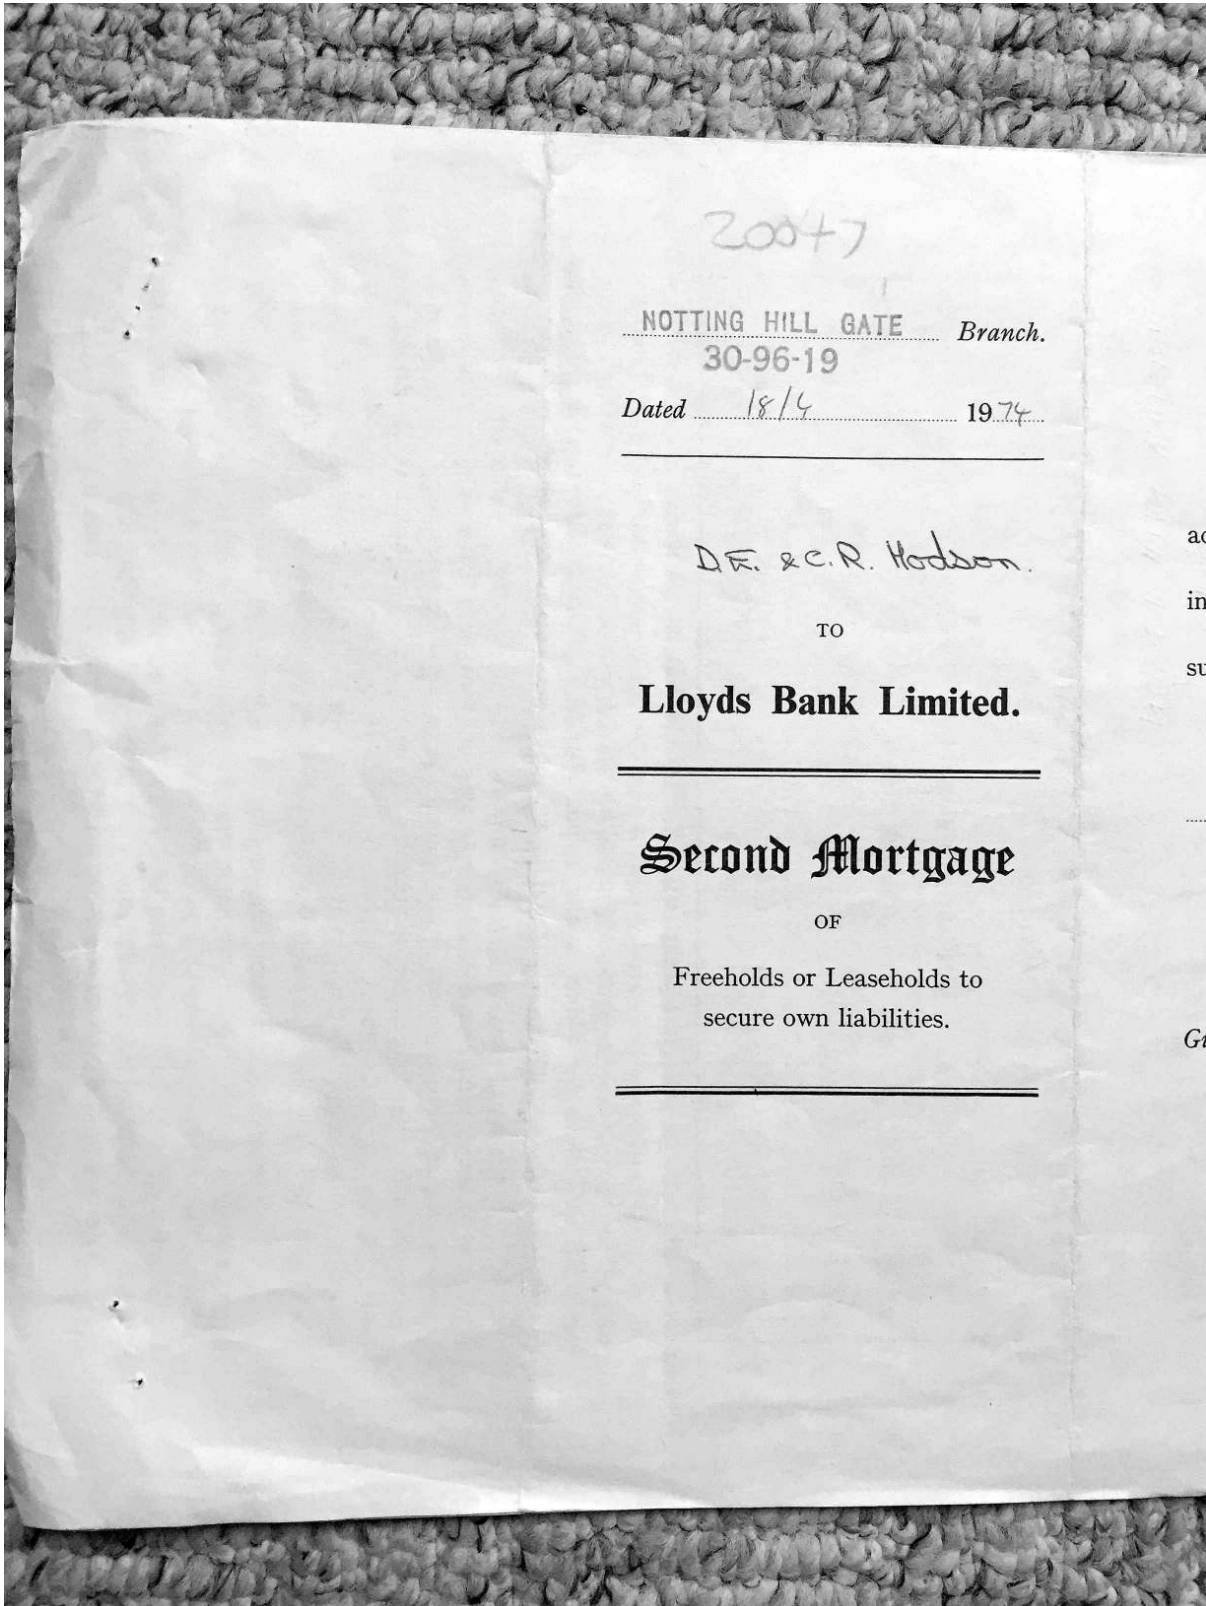 20047
NOTTING HILL GATE Branch.
30-96-19
Dated 18/4 1974
D.E. & C.R. Hodson.
TO
Lloyds Bank Limited.
Second Mortgage
OF
Freeholds or Leaseholds to
secure own liabilities.